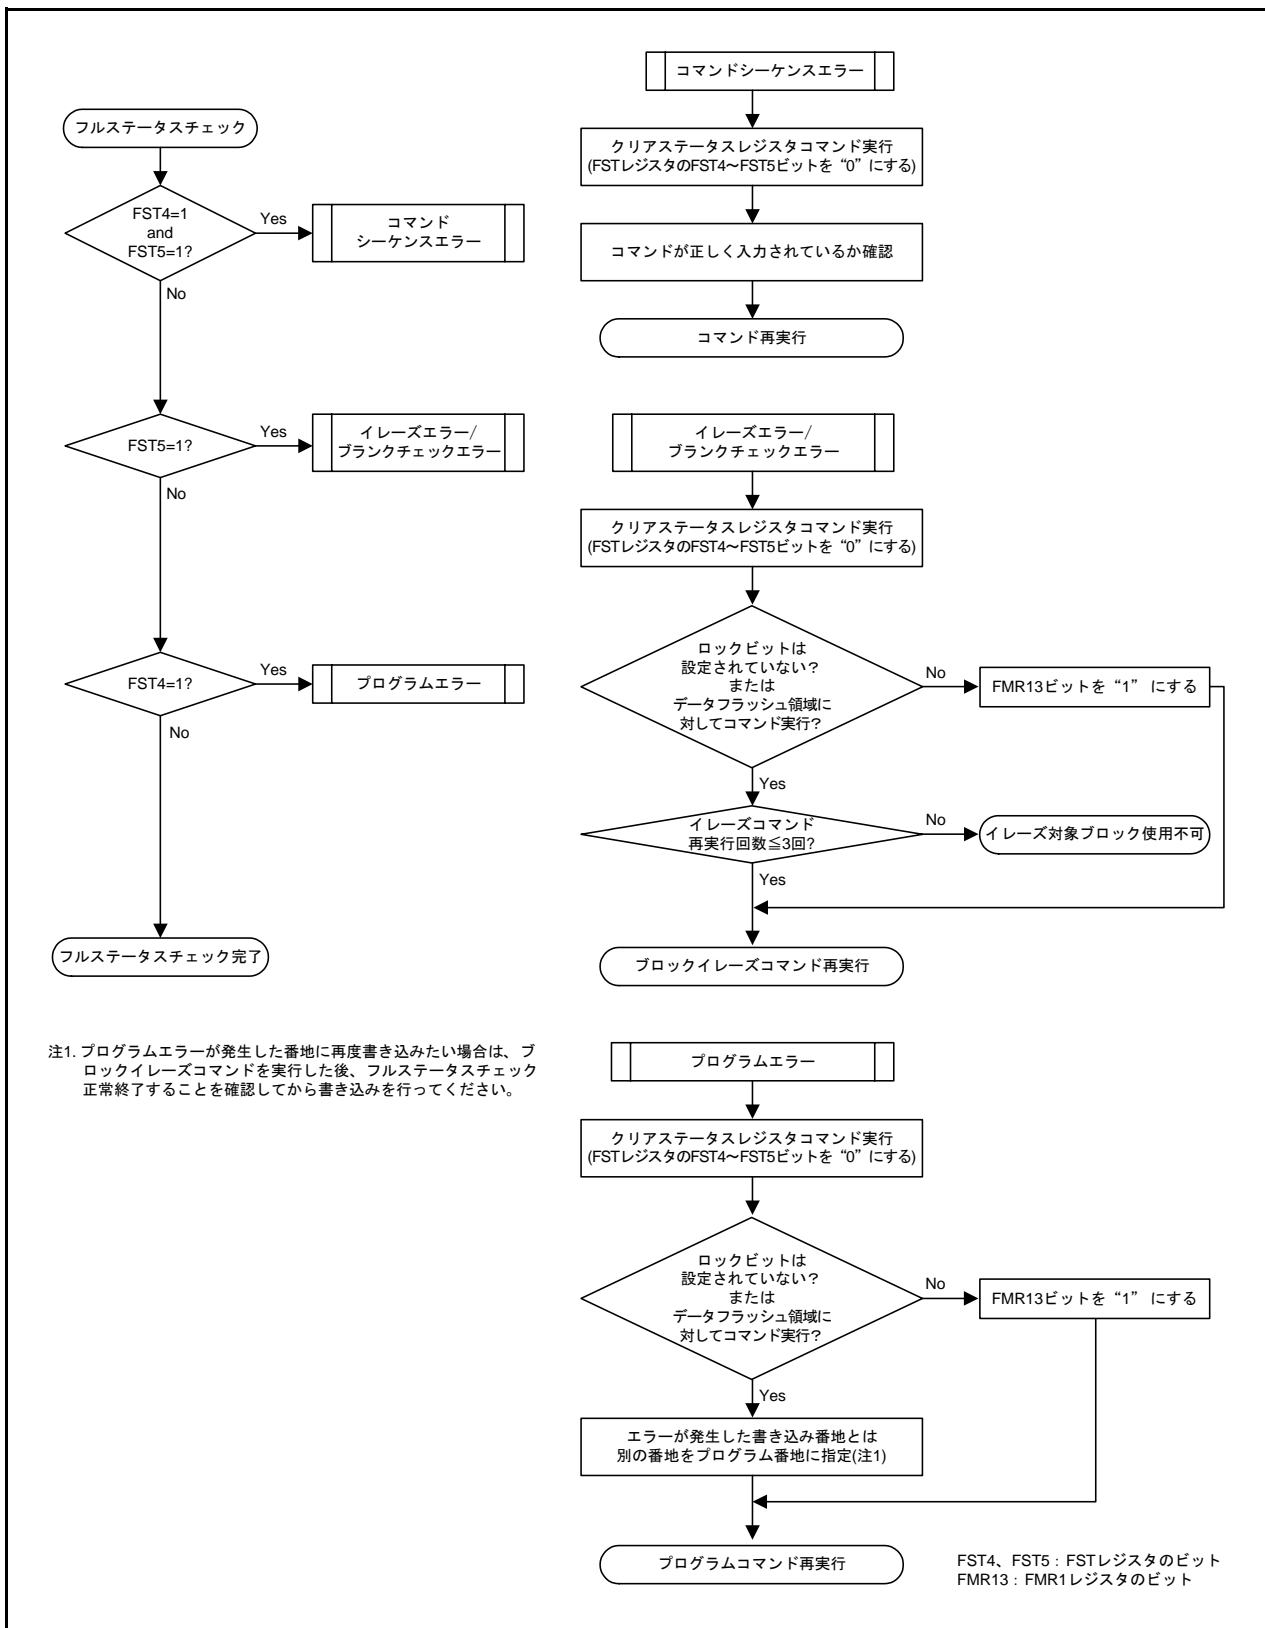 フルステータスチェック
FST4=1
and
FST5=1?
Yes
コマンド
シーケンスエラー
No
FST5=1?
Yes
イレーズエラー/
ブランクチェックエラー
No
FST4=1?
Yes
プログラムエラー
No
フルステータスチェック完了
注1. プログラムエラーが発生した番地に再度書き込みたい場合は、ブ
ロックイレーズコマンドを実行した後、フルステータスチェック
正常終了することを確認してから書き込みを行ってください。
コマンドシーケンスエラー
クリアステータスレジスタコマンド実行
(FSTレジスタのFST4～FST5ビットを“0”にする)
コマンドが正しく入力されているか確認
コマンド再実行
イレーズエラー/
ブランクチェックエラー
クリアステータスレジスタコマンド実行
(FSTレジスタのFST4～FST5ビットを“0”にする)
ロックビットは
設定されていない?
または
データフラッシュ領域に
対してコマンド実行?
No
FMR13ビットを“1” にする
Yes
イレーズコマンド
再実行回数≦3回?
No
イレーズ対象ブロック使用不可
Yes
ブロックイレーズコマンド再実行
プログラムエラー
クリアステータスレジスタコマンド実行
(FSTレジスタのFST4～FST5ビットを“0”にする)
ロックビットは
設定されていない?
または
データフラッシュ領域に
対してコマンド実行?
No
FMR13ビットを“1” にする
Yes
エラーが発生した書き込み番地とは
別の番地をプログラム番地に指定(注1)
プログラムコマンド再実行
FST4、FST5 : FSTレジスタのビット
FMR13 : FMR1レジスタのビット